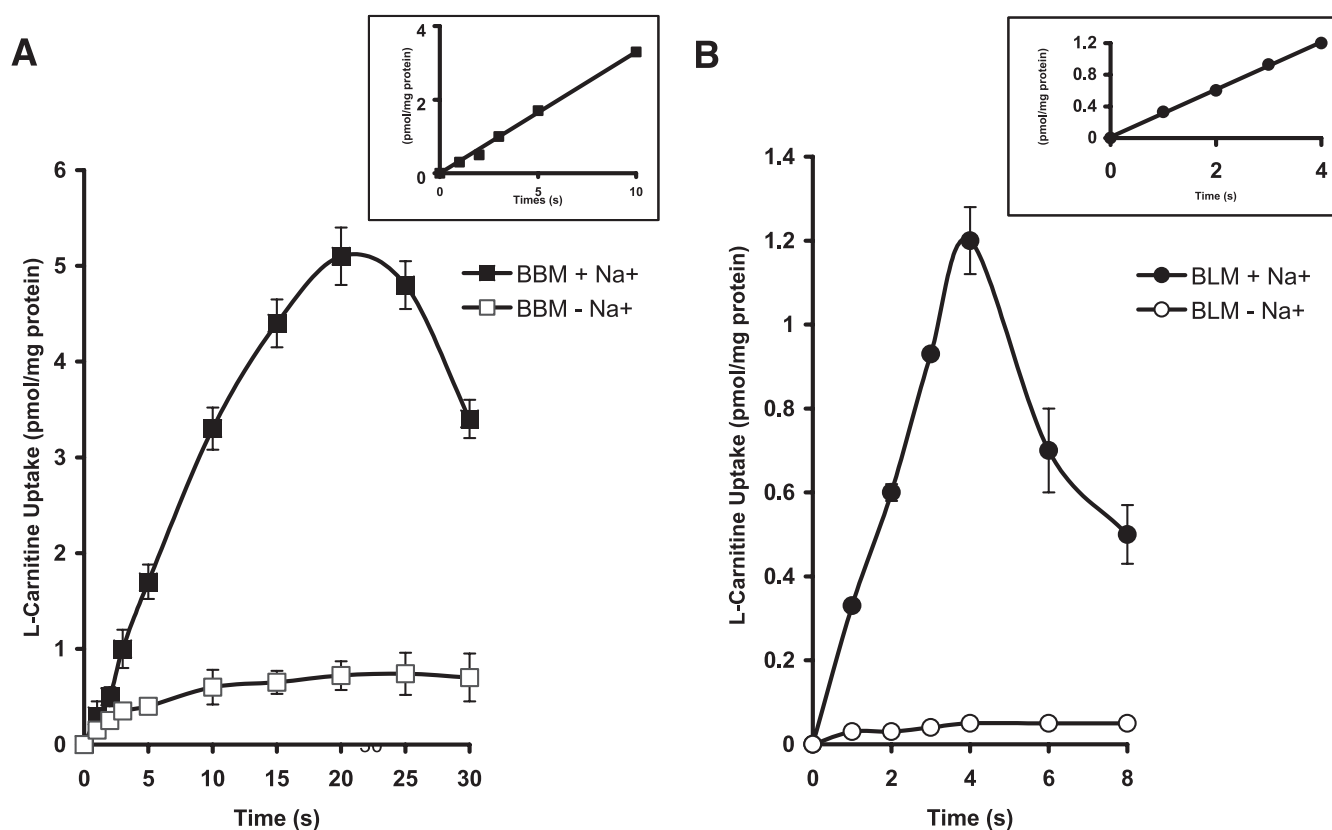 A
4
2
0
(pmol/mg protein)
0
5
10
Times (s)
6
5
4
3
2
1
0
L-Carnitine Uptake (pmol/mg protein)
BBM + Na+
BBM - Na+
0
5
10
15
20
25
30
Time (s)
B
1.2
0.8
0.4
0
(pmol/mg protein)
0
2
4
Time (s)
1.4
1.2
1
0.8
0.6
0.4
0.2
0
L-Carnitine Uptake (pmol/mg protein)
BLM + Na+
BLM - Na+
0
2
4
6
8
Time (s)